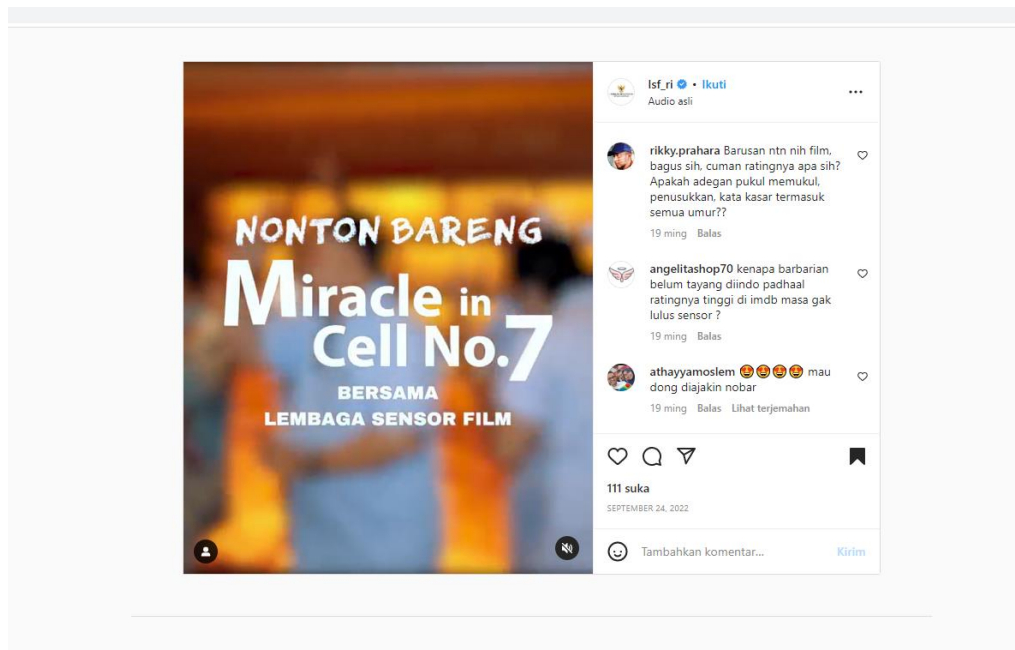 NONTON BARENG
Miracle in
Cell No.7
BERSAMA
LEMBAGA SENSOR FILM
lsf_ri • Ikuti
Audio asli
rikky.prahara Barusan ntn nih film,
bagus sih, cuman ratingnya apa sih?
Apakah adegan pukul memukul,
penusukkan, kata kasar termasuk
semua umur??
19 ming Balas
angelitashop70 kenapa barbarian
belum tayang diindo padhaal
ratingnya tinggi di imdb masa gak
lulus sensor ?
19 ming Balas
athayyamoslem 🤩🤩🤩🤩 mau
dong diajakin nobar
19 ming Balas Lihat terjemahan
111 suka
SEPTEMBER 24, 2022
Tambahkan komentar... Kirim